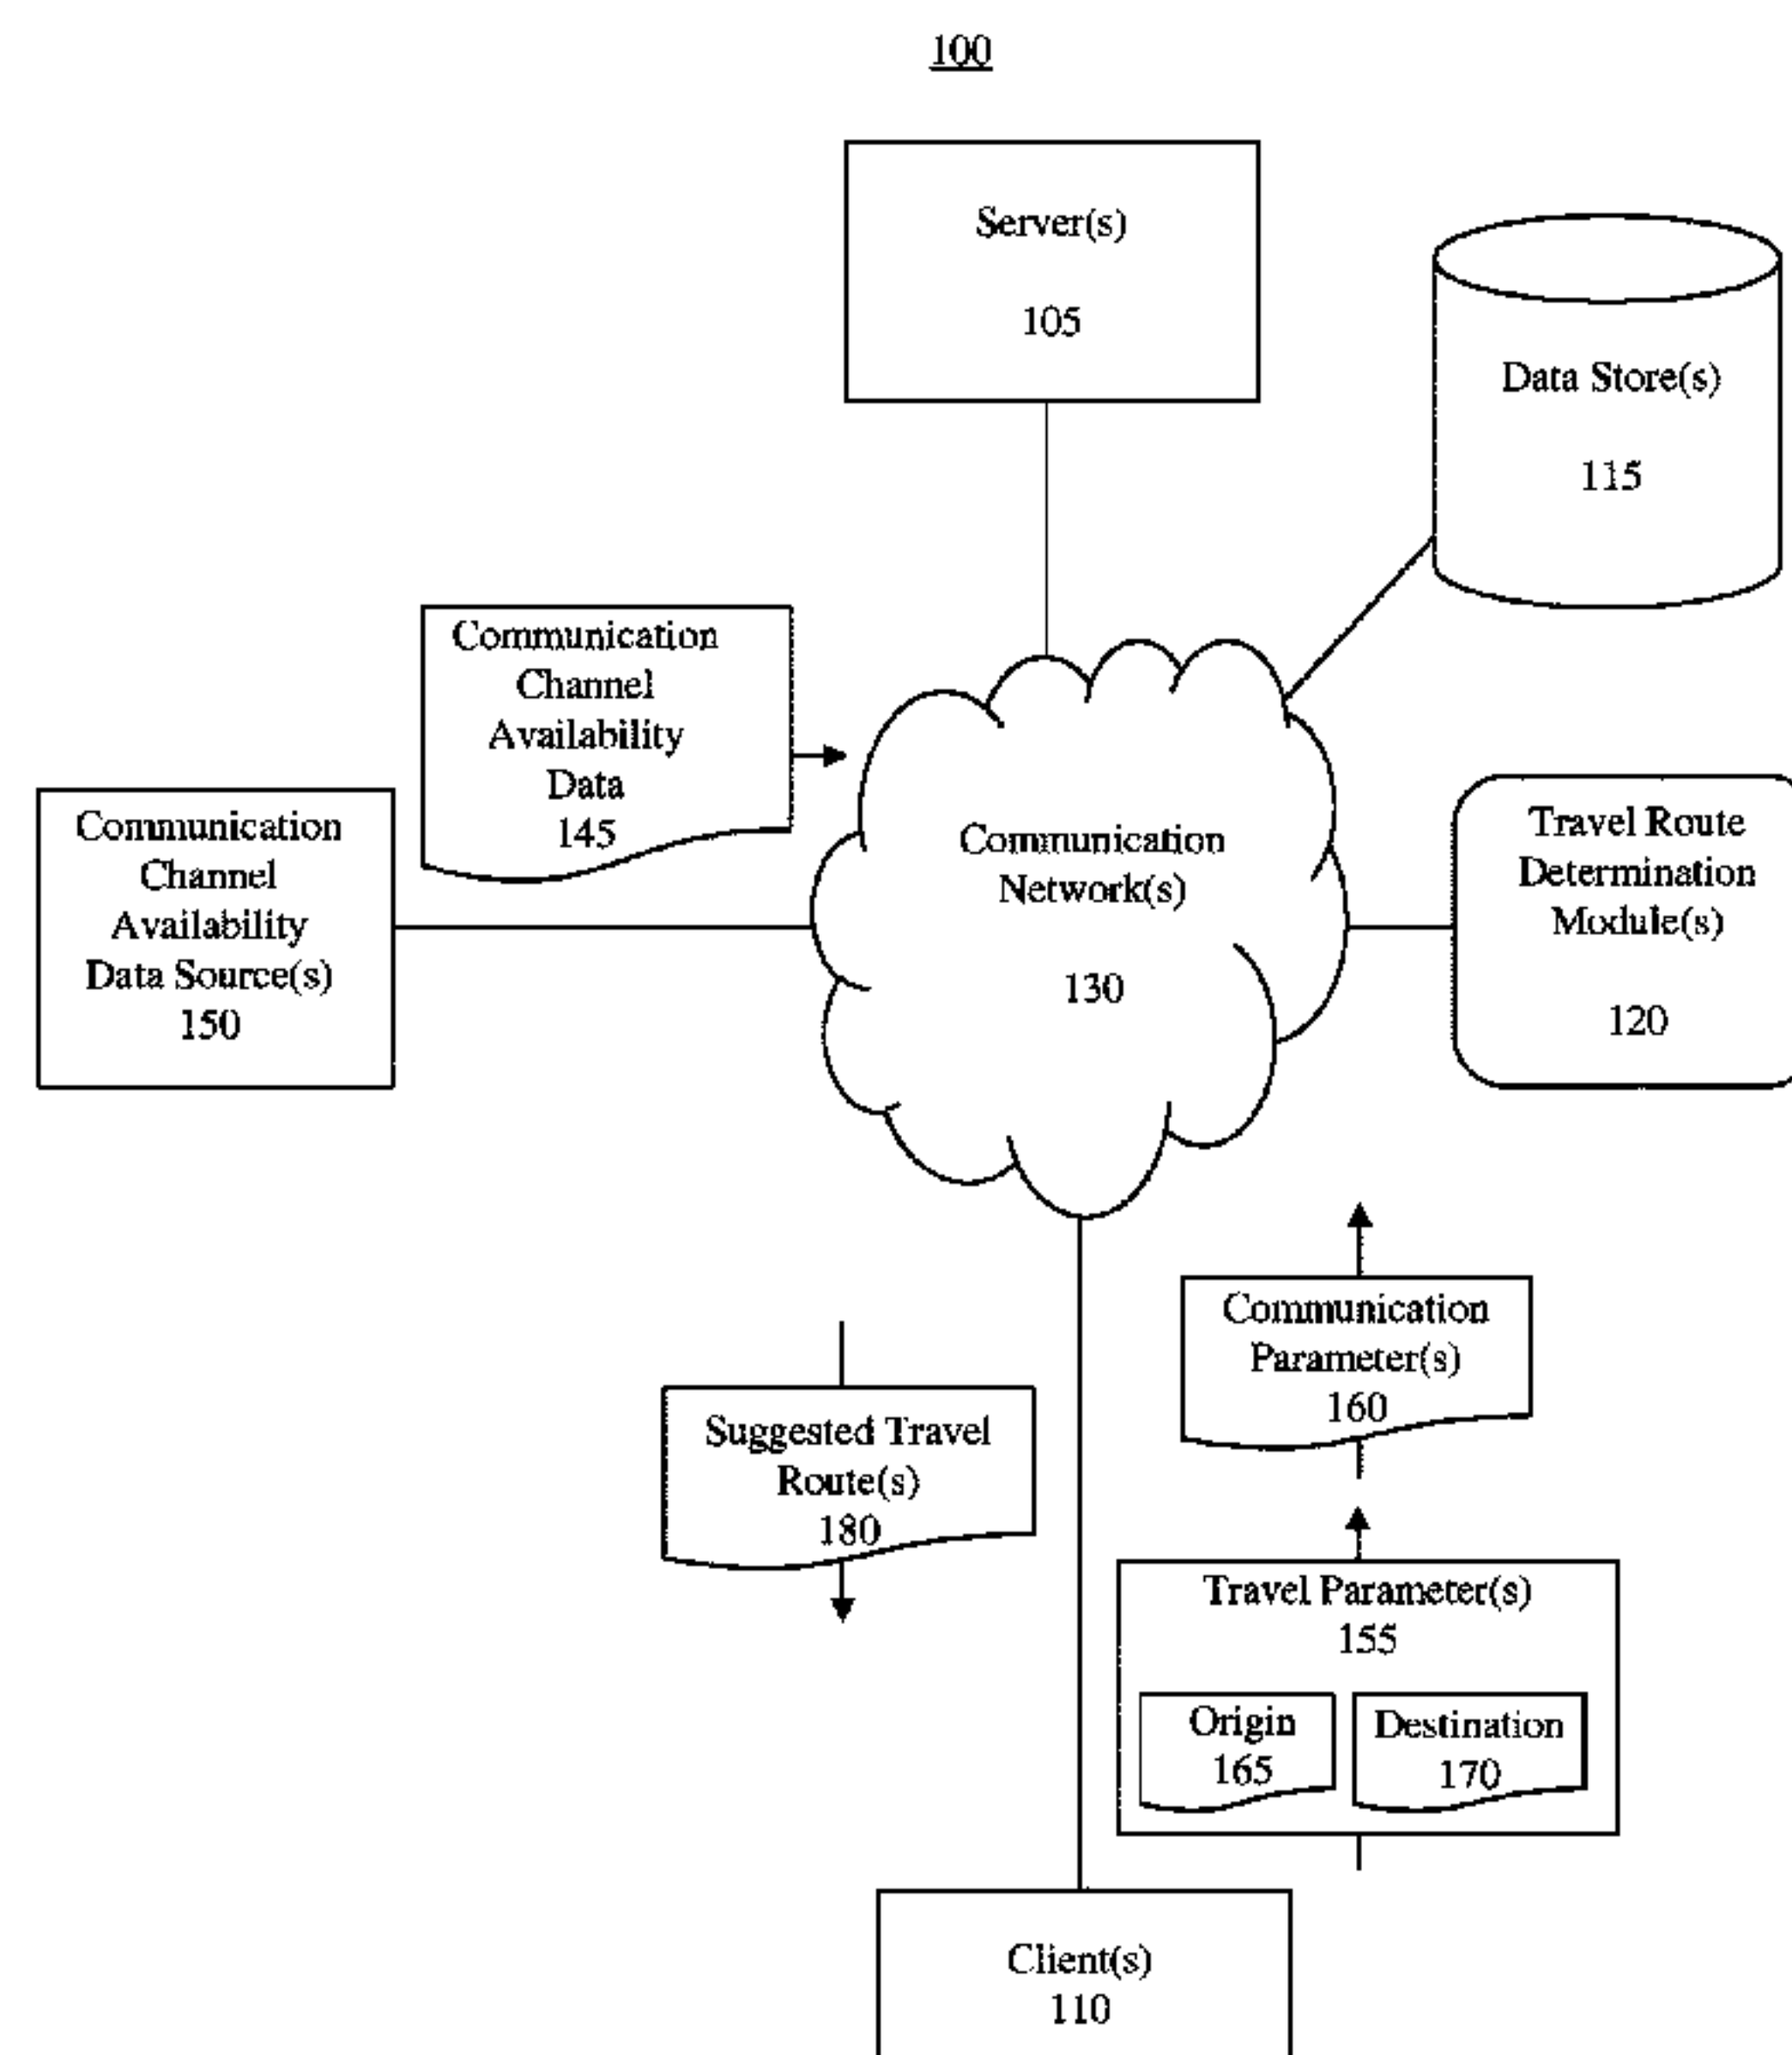 100
Server(s)
105
Data Store(s)
115
Communication
Channel
Availability
Data
145
Communication
Channel
Availability
Data Source(s)
150
Communication
Network(s)
130
Travel Route
Determination
Module(s)
120
Communication
Parameter(s)
160
Suggested Travel
Route(s)
180
Travel Parameter(s)
155
Origin
165
Destination
170
Client(s)
110